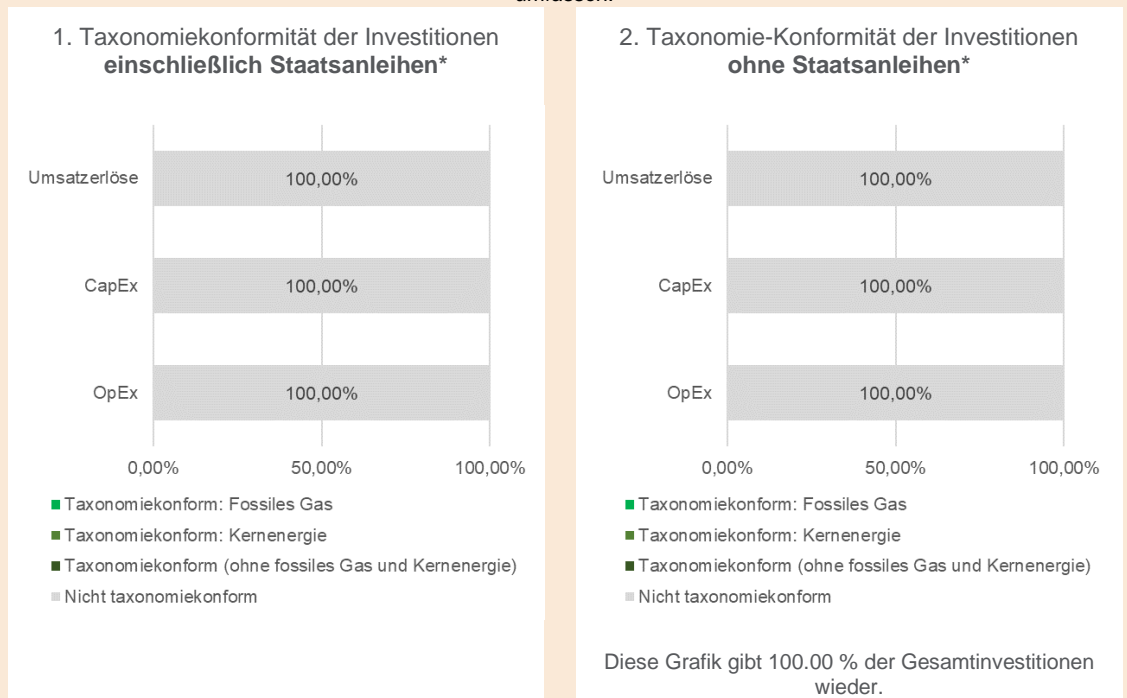 umfassen.
1. Taxonomiekonformität der Investitionen
einschließlich Staatsanleihen*
Umsatzerlöse
100,00%
CapEx
100,00%
OpEx
100,00%
0,00%
50,00%
100,00%
Taxonomiekonform: Fossiles Gas
Taxonomiekonform: Kernenergie
Taxonomiekonform (ohne fossiles Gas und Kernenergie)
Nicht taxonomiekonform
2. Taxonomie-Konformität der Investitionen
ohne Staatsanleihen*
Umsatzerlöse
100,00%
CapEx
100,00%
OpEx
100,00%
0,00%
50,00%
100,00%
Taxonomiekonform: Fossiles Gas
Taxonomiekonform: Kernenergie
Taxonomiekonform (ohne fossiles Gas und Kernenergie)
Nicht taxonomiekonform
Diese Grafik gibt 100.00 % der Gesamtinvestitionen
wieder.